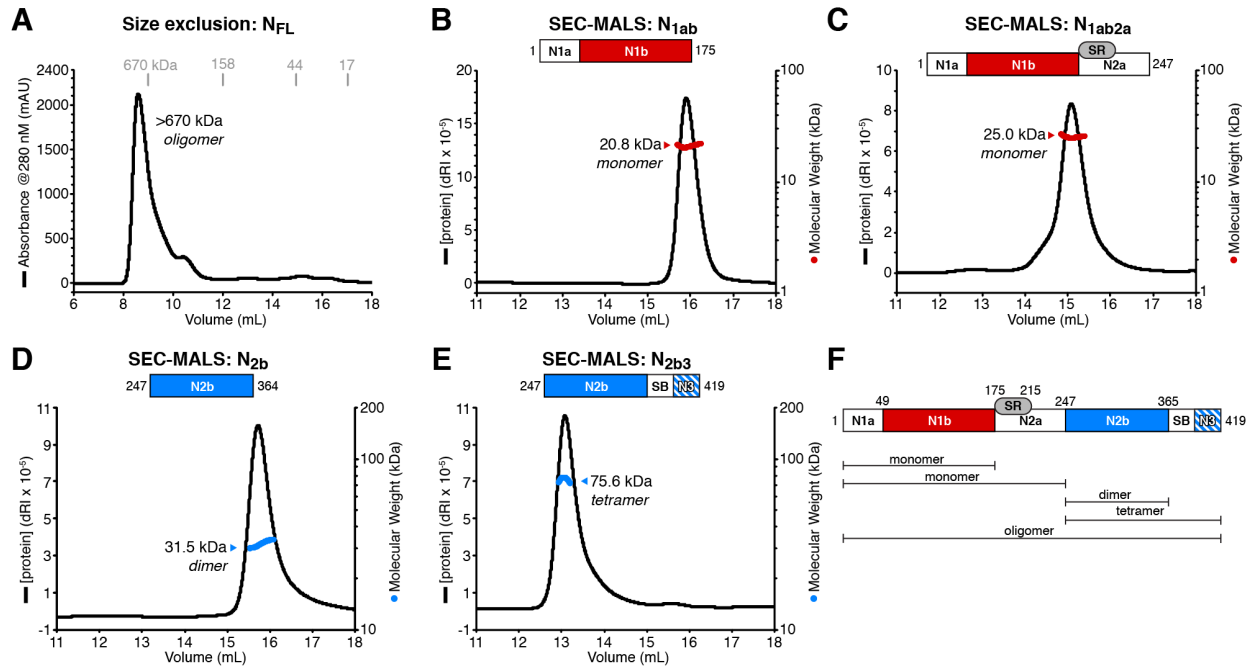 A
Size exclusion: NFL
670 kDa 158 44 17
2400
2000
1500
1000
500
0
Absorbance @280 nM (mAU)
>670 kDa
oligomer
6 8 10 12 14 16 18
Volume (mL)
B
SEC-MALS: N1ab
1 N1a N1b 175
20
15
10
5
0
[protein] (dRI x 10-5)
100
10
1
Molecular Weight (kDa)
20.8 kDa
monomer
11 12 13 14 15 16 17 18
Volume (mL)
C
SEC-MALS: N1ab2a
SR
1 N1a N1b N2a 247
10
8
6
4
2
0
[protein] (dRI x 10-5)
100
10
1
Molecular Weight (kDa)
25.0 kDa
monomer
11 12 13 14 15 16 17 18
Volume (mL)
D
SEC-MALS: N2b
247 N2b 364
11
9
7
5
3
1
-1
[protein] (dRI x 10-5)
200
100
10
Molecular Weight (kDa)
31.5 kDa
dimer
11 12 13 14 15 16 17 18
Volume (mL)
E
SEC-MALS: N2b3
247 N2b SB N3 419
11
9
7
5
3
1
-1
[protein] (dRI x 10-5)
200
100
10
Molecular Weight (kDa)
75.6 kDa
tetramer
11 12 13 14 15 16 17 18
Volume (mL)
F
49 175 215 247 365
SR
1 N1a N1b N2a N2b SB N3 419
monomer
monomer
dimer
tetramer
oligomer